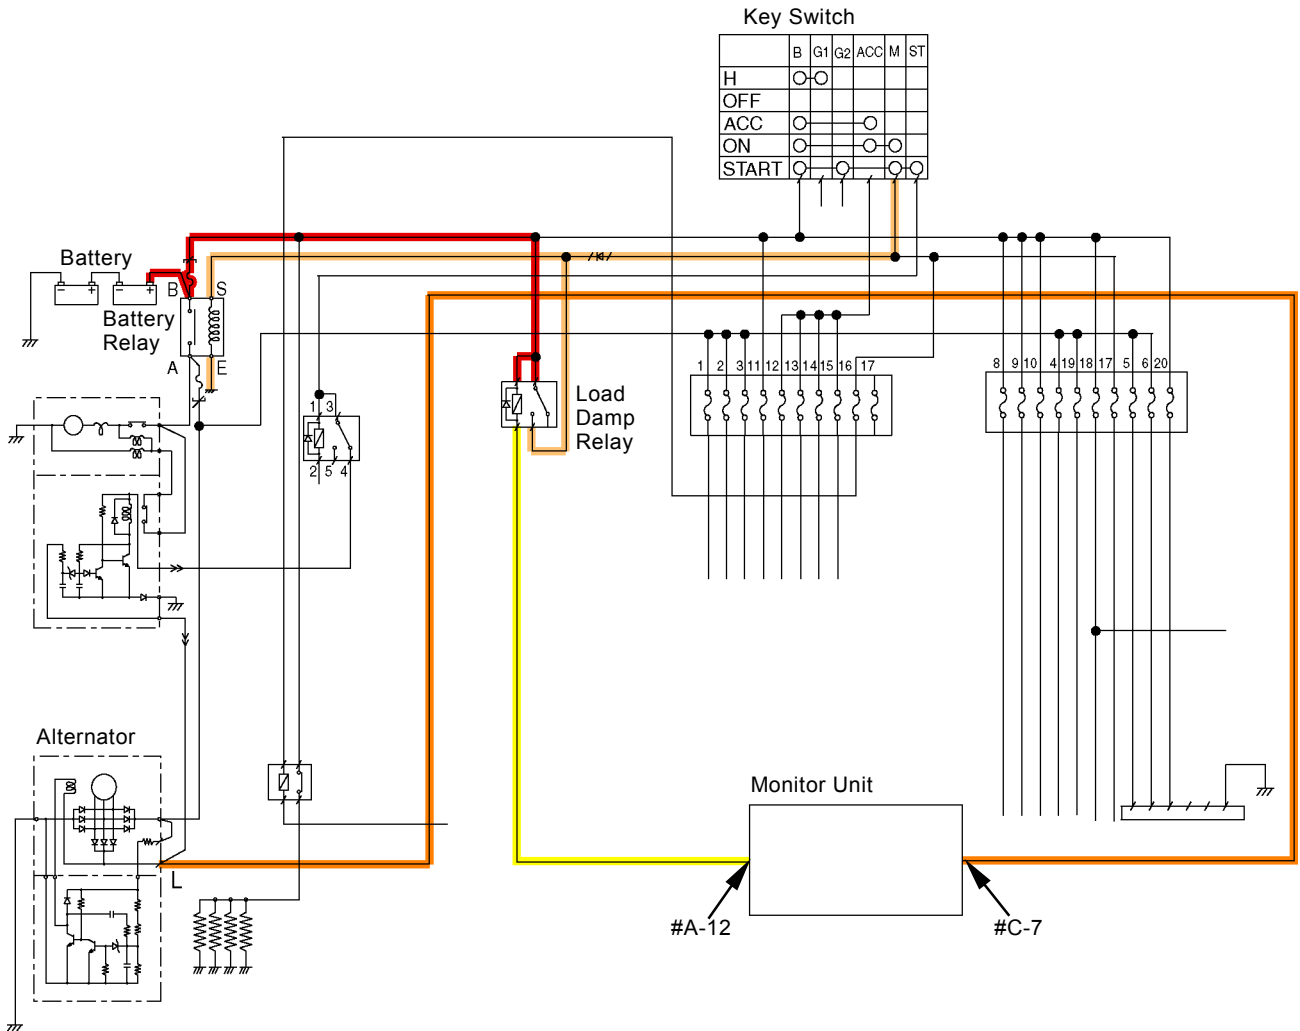 Key Switch
B G1 G2 ACC M ST
H
OFF
ACC
ON
START
Battery
B S
Battery
Relay
A E
1 3
2 5 4
Load
Damp
Relay
1 2 3 11 12 13 14 15 16 17
8 9 10 4 19 18 17 5 6 20
Alternator
L
Monitor Unit
#A-12
#C-7